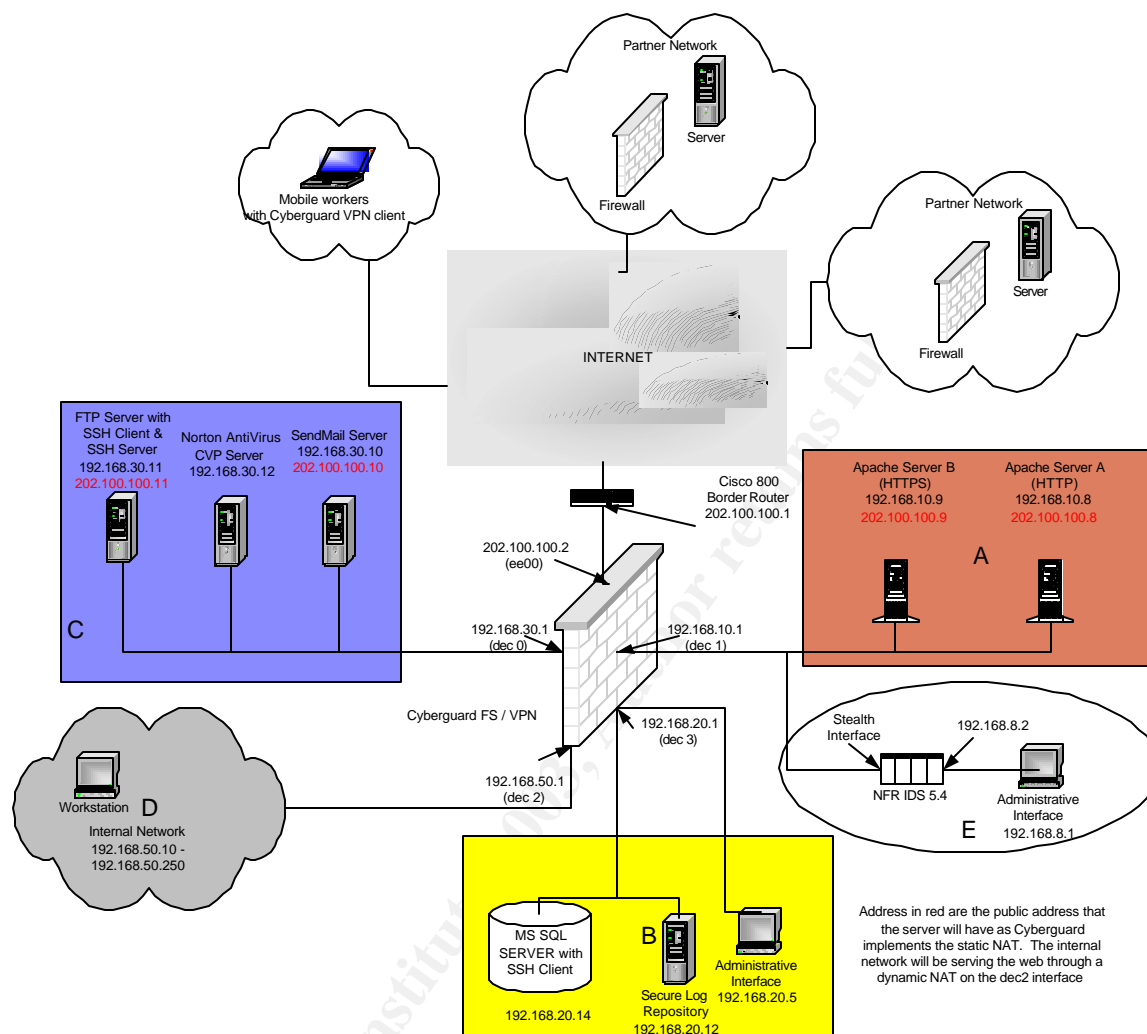 Partner Network
Server
Firewall
Mobile workers
with Cyberguard VPN client
Partner Network
Server
Firewall
INTERNET
FTP Server with
SSH Client &
SSH Server
192.168.30.11
202.100.100.11
Norton AntiVirus
CVP Server
192.168.30.12
SendMail Server
192.168.30.10
202.100.100.10
C
Cisco 800
Border Router
202.100.100.1
Apache Server B
(HTTPS)
192.168.10.9
202.100.100.9
Apache Server A
(HTTP)
192.168.10.8
202.100.100.8
A
202.100.100.2
(ee00)
192.168.30.1
(dec 0)
192.168.10.1
(dec 1)
Cyberguard FS / VPN
192.168.20.1
(dec 3)
192.168.50.1
(dec 2)
Workstation
D
Internal Network
192.168.50.10 -
192.168.50.250
Stealth
Interface
192.168.8.2
NFR IDS 5.4
Administrative
Interface
192.168.8.1
E
MS SQL
SERVER with
SSH Client
192.168.20.14
B
Secure Log
Repository
192.168.20.12
Administrative
Interface
192.168.20.5
Address in red are the public address that
the server will have as Cyberguard
implements the static NAT. The internal
network will be serving the web through a
dynamic NAT on the dec2 interface